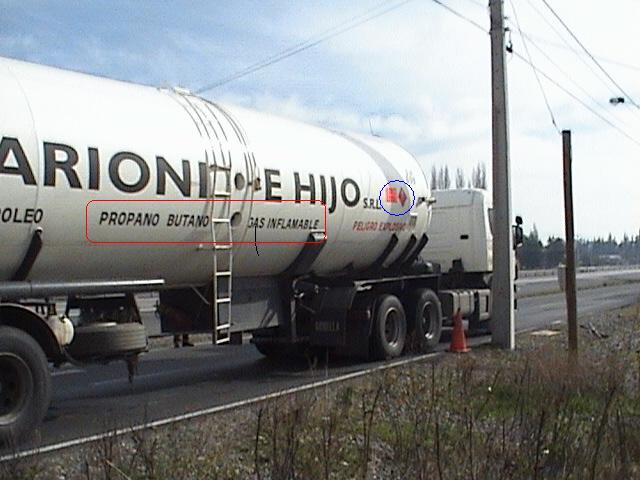 ARIONI E HIJO S.R.L
OLEO PROPANO BUTANO GAS INFLAMABLE PELIGRO EXPLOSIVO